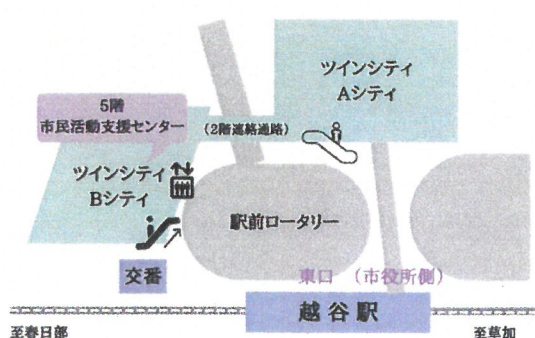 ツインシティ
Aシティ
5階
市民活動支援センター
(2階連絡通路)
ツインシティ
Bシティ
駅前ロータリー
交番
東口 (市役所側)
越谷駅
至春日部
至草加